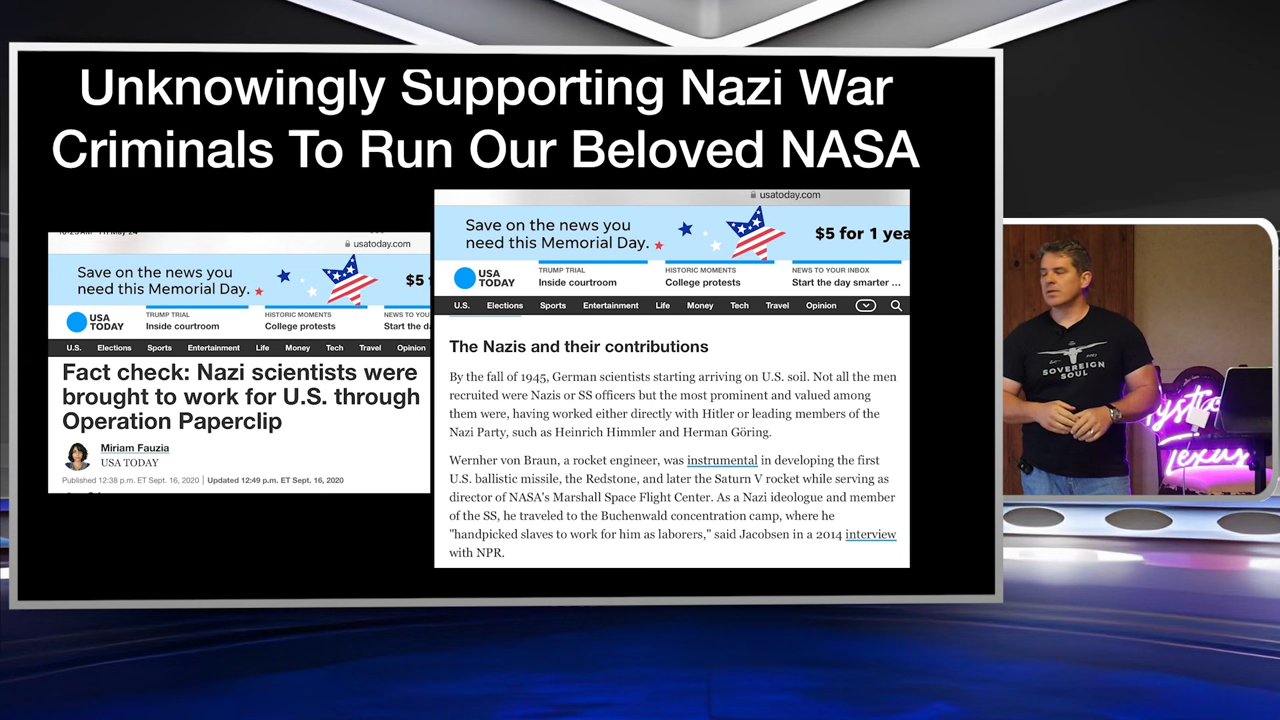 Unknowingly Supporting Nazi War
Criminals To Run Our Beloved NASA
usatoday.com
Save on the news you
need this Memorial Day.
$5
USA
TODAY
TRUMP TRIAL
Inside courtroom
HISTORIC MOMENTS
College protests
NEWS TO YOU
Start the
U.S. Elections Sports Entertainment Life Money Tech Travel Opinion
Fact check: Nazi scientists were
brought to work for U.S. through
Operation Paperclip
Miriam Fauzia
USA TODAY
Published 12:38 p.m. ET Sept. 16, 2020 | Updated 12:49 p.m. ET Sept. 16, 2020
usatoday.com
Save on the news you
need this Memorial Day.
$5 for 1 yea
USA
TODAY
TRUMP TRIAL
Inside courtroom
HISTORIC MOMENTS
College protests
NEWS TO YOUR INBOX
Start the day smarter ...
U.S. Elections Sports Entertainment Life Money Tech Travel Opinion
The Nazis and their contributions
By the fall of 1945, German scientists starting arriving on U.S. soil. Not all the men
recruited were Nazis or SS officers but the most prominent and valued among
them were, having worked either directly with Hitler or leading members of the
Nazi Party, such as Heinrich Himmler and Herman Göring.
Wernher von Braun, a rocket engineer, was instrumental in developing the first
U.S. ballistic missile, the Redstone, and later the Saturn V rocket while serving as
director of NASA's Marshall Space Flight Center. As a Nazi ideologue and member
of the SS, he traveled to the Buchenwald concentration camp, where he
"handpicked slaves to work for him as laborers," said Jacobsen in a 2014 interview
with NPR.
SOVEREIGN
SOUL
Lexus